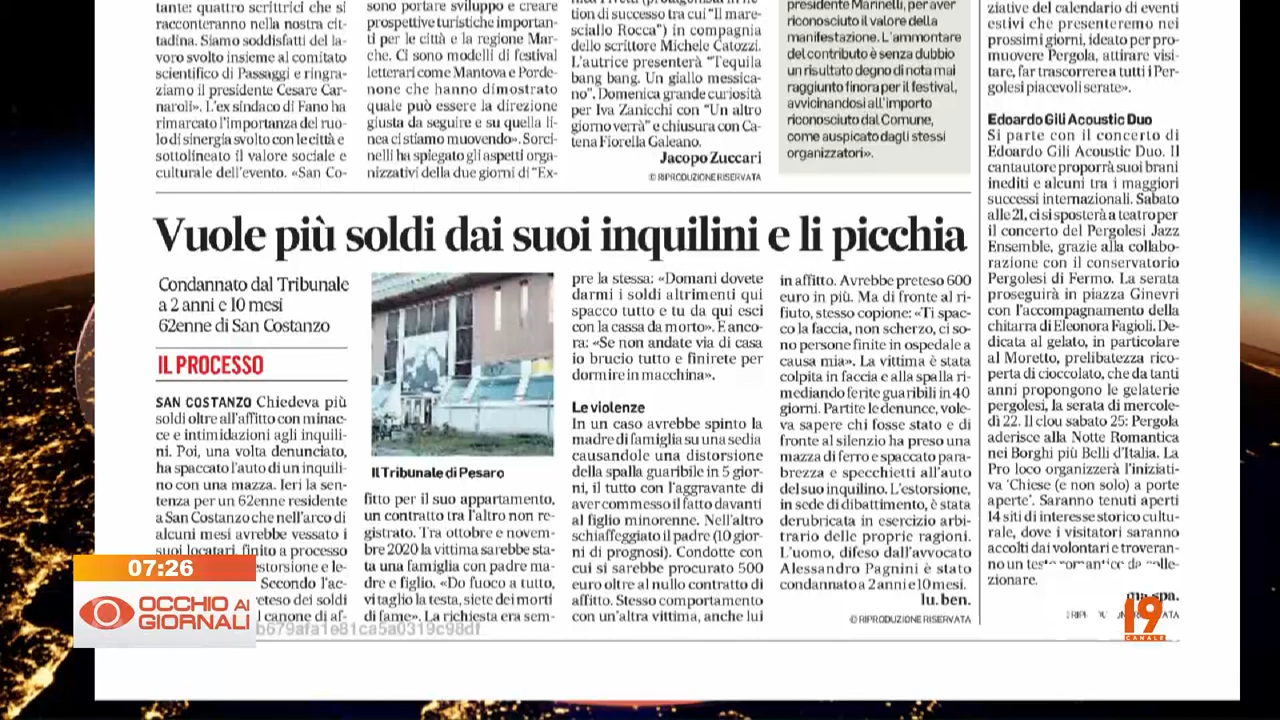 tante: quattro scrittrici che si
racconteranno nella nostra cit-
tadina. Siamo soddisfatti del la-
voro svolto insieme al comitato
scientifico di Passaggi e ringra-
ziamo il presidente Cesare Car-
naroli». L'ex sindaco di Fano ha
rimarcato l'importanza del ruo-
lo di sinergia svolto con le città e
sottolineato il valore sociale e
culturale dell'evento. «San Co-
sono portare sviluppo e creare
prospettive turistiche importan-
ti per le città e la regione Mar-
che. Ci sono modelli di festival
letterari come Mantova e Porde-
none che hanno dimostrato
quale può essere la direzione
giusta da seguire e su quella li-
nea ci stiamo muovendo». Sorci-
nelli ha spiegato gli aspetti orga-
nizzativi della due giorni di "Ex-
tion di successo tra cui "Il mare-
sciallo Rocca") in compagnia
dello scrittore Michele Catozzi.
L'autrice presenterà "Tequila
bang bang. Un giallo messica-
no". Domenica grande curiosità
per Iva Zanicchi con "Un altro
giorno verrà" e chiusura con Ca-
tena Fiorella Galeano.
Jacopo Zuccari
© RIPRODUZIONE RISERVATA
presidente Marinelli, per aver
riconosciuto il valore della
manifestazione. L'ammontare
del contributo è senza dubbio
un risultato degno di nota mai
raggiunto finora per il festival,
avvicinandosi all'importo
riconosciuto dal Comune,
come auspicato dagli stessi
organizzatori».
ziative del calendario di eventi
estivi che presenteremo nei
prossimi giorni, ideato per pro-
muovere Pergola, attirare visi-
tare, far trascorrere a tutti i Per-
golesi piacevoli serate».
Edoardo Gili Acoustic Duo
Si parte con il concerto di
Edoardo Gili Acoustic Duo. Il
cantautore proporrà suoi brani
inediti e alcuni tra i maggiori
successi internazionali. Sabato
alle 21, ci si sposterà a teatro per
il concerto del Pergolesi Jazz
Ensemble, grazie alla collabo-
razione con il conservatorio
Pergolesi di Fermo. La serata
proseguirà in piazza Ginevri
con l'accompagnamento della
chitarra di Eleonora Fagioli. De-
dicata al gelato, in particolare
al Moretto, prelibatezza rico-
perta di cioccolato, che da tanti
anni propongono le gelaterie
pergolesi, la serata di mercole-
dì 22. Il clou sabato 25: Pergola
aderisce alla Notte Romantica
nei Borghi più Belli d'Italia. La
Pro loco organizzerà l'iniziati-
va 'Chiese (e non solo) a porte
aperte'. Saranno tenuti aperti
14 siti di interesse storico cultu-
rale, dove i visitatori saranno
accolti dai volontari e troveran-
no un
zionare.
Vuole più soldi dai suoi inquilini e li picchia
Condannato dal Tribunale
a 2 anni e 10 mesi
62enne di San Costanzo
IL PROCESSO
SAN COSTANZO Chiedeva più
soldi oltre all'affitto con minac-
ce e intimidazioni agli inquili-
ni. Poi, una volta denunciato,
ha spaccato l'auto di un inquili-
no con una mazza. Ieri la sen-
tenza per un 62enne residente
a San Costanzo che nell'arco di
alcuni mesi avrebbe vessato i
suoi locatari, finito a processo
estorsione e le-
Secondo l'ac-
reteso dei soldi
l canone di af-
Il Tribunale di Pesaro
fitto per il suo appartamento,
un contratto tra l'altro non re-
gistrato. Tra ottobre e novem-
bre 2020 la vittima sarebbe sta-
ta una famiglia con padre ma-
dre e figlio. «Do fuoco a tutto,
vi taglio la testa, siete dei morti
di fame». La richiesta era sem-
pre la stessa: «Domani dovete
darmi i soldi altrimenti qui
spacco tutto e tu da qui esci
con la cassa da morto». E anco-
ra: «Se non andate via di casa
io brucio tutto e finirete per
dormire in macchina».
Le violenze
In un caso avrebbe spinto la
madre di famiglia su una sedia
causandole una distorsione
della spalla guaribile in 5 gior-
ni, il tutto con l'aggravante di
aver commesso il fatto davanti
al figlio minorenne. Nell'altro
schiaffeggiato il padre (10 gior-
ni di prognosi). Condotte con
cui si sarebbe procurato 500
euro oltre al nullo contratto di
affitto. Stesso comportamento
con un'altra vittima, anche lui
in affitto. Avrebbe preteso 600
euro in più. Ma di fronte al ri-
fiuto, stesso copione: «Ti spac-
co la faccia, non scherzo, ci so-
no persone finite in ospedale a
causa mia». La vittima è stata
colpita in faccia e alla spalla ri-
mediando ferite guaribili in 40
giorni. Partite le denunce, vole-
va sapere chi fosse stato e di
fronte al silenzio ha preso una
mazza di ferro e spaccato para-
brezza e specchietti all'auto
del suo inquilino. L'estorsione,
in sede di dibattimento, è stata
derubricata in esercizio arbi-
trario delle proprie ragioni.
L'uomo, difeso dall'avvocato
Alessandro Pagnini è stato
condannato a 2 anni e 10 mesi.
lu. ben.
© RIPRODUZIONE RISERVATA
07:26
OCCHIO AI
GIORNALI
b679afa1e81ca5a0319c98df
19
CANALE